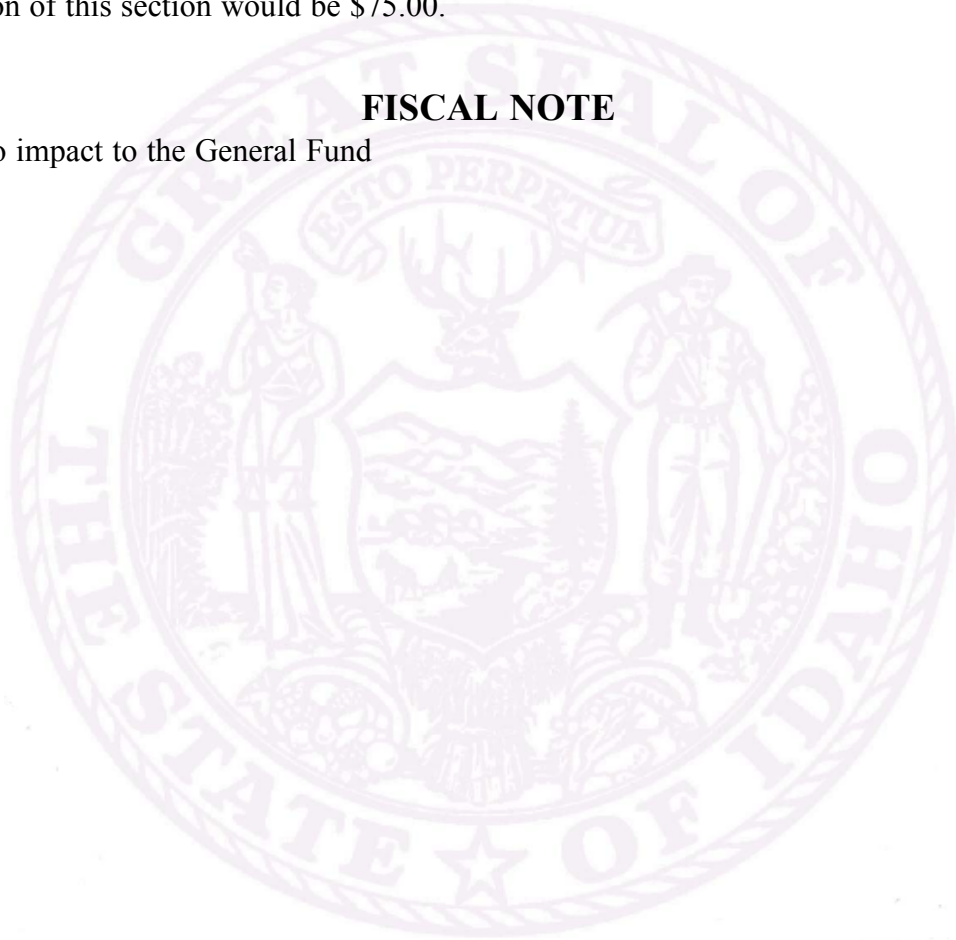 on of this section would be $75.00.
FISCAL NOTE
o impact to the General Fund
GREAT SEAL OF
ESTO PERPETUA
THE STATE OF IDAHO